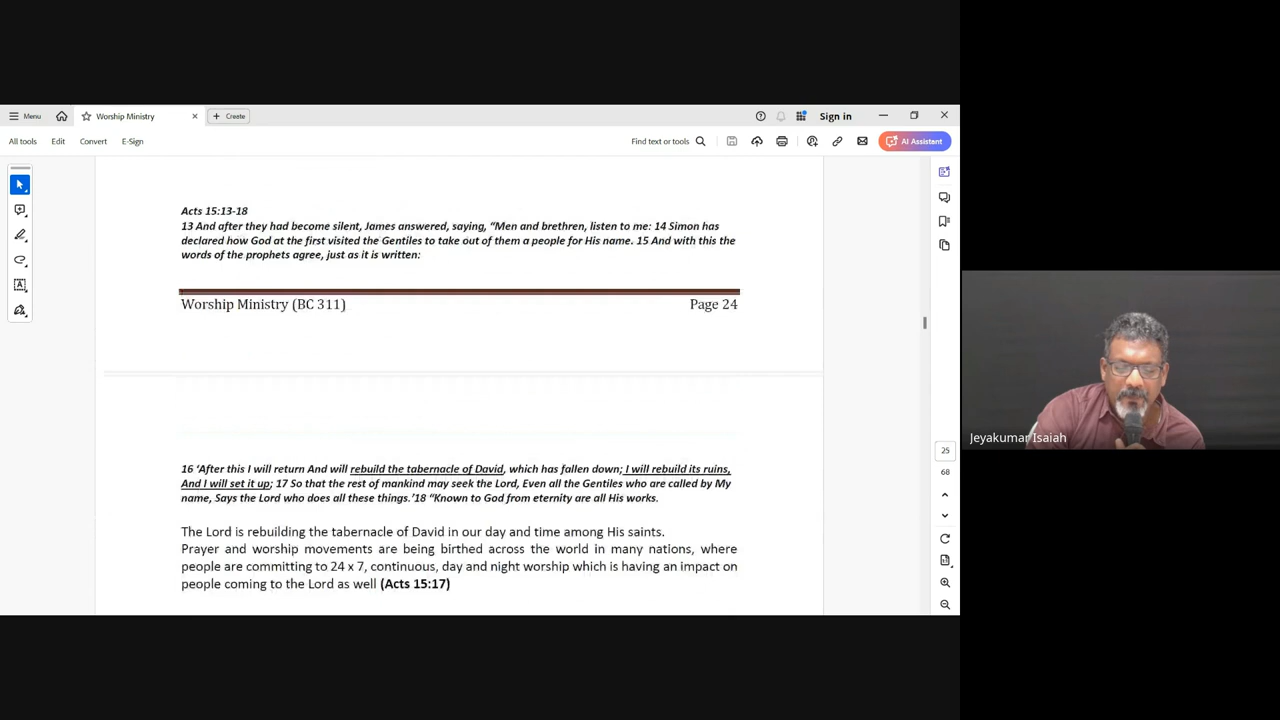 Menu
Worship Ministry
Create
Sign in
All tools
Edit
Convert
E-Sign
Find text or tools
AI Assistant
Acts 15:13-18
13 And after they had become silent, James answered, saying, “Men and brethren, listen to me: 14 Simon has
declared how God at the first visited the Gentiles to take out of them a people for His name. 15 And with this the
words of the prophets agree, just as it is written:
Worship Ministry (BC 311) Page 24
16 ‘After this I will return And will rebuild the tabernacle of David, which has fallen down; I will rebuild its ruins,
And I will set it up; 17 So that the rest of mankind may seek the Lord, Even all the Gentiles who are called by My
name, Says the Lord who does all these things.’18 “Known to God from eternity are all His works.
The Lord is rebuilding the tabernacle of David in our day and time among His saints.
Prayer and worship movements are being birthed across the world in many nations, where
people are committing to 24 x 7, continuous, day and night worship which is having an impact on
people coming to the Lord as well (Acts 15:17)
25
68
Jeyakumar Isaiah